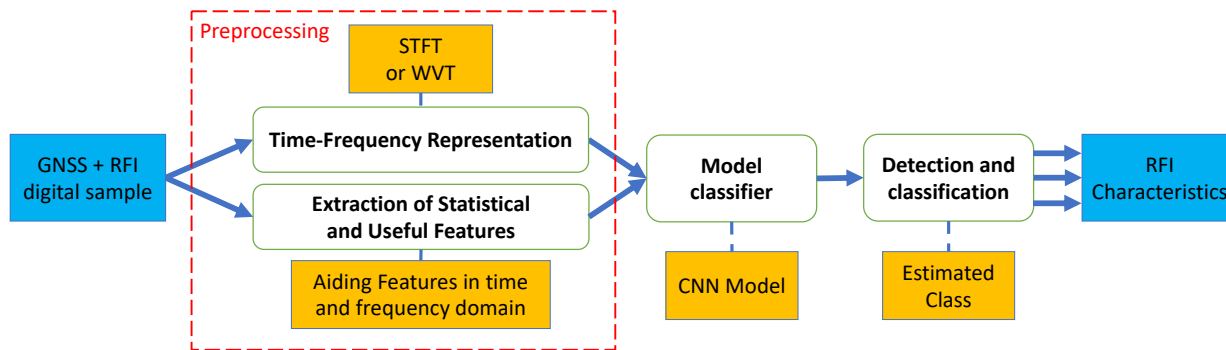 Preprocessing
STFT
or WVT
Time-Frequency Representation
GNSS + RFI
digital sample
Extraction of Statistical
and Useful Features
Aiding Features in time
and frequency domain
Model
classifier
CNN Model
Detection and
classification
Estimated
Class
RFI
Characteristics